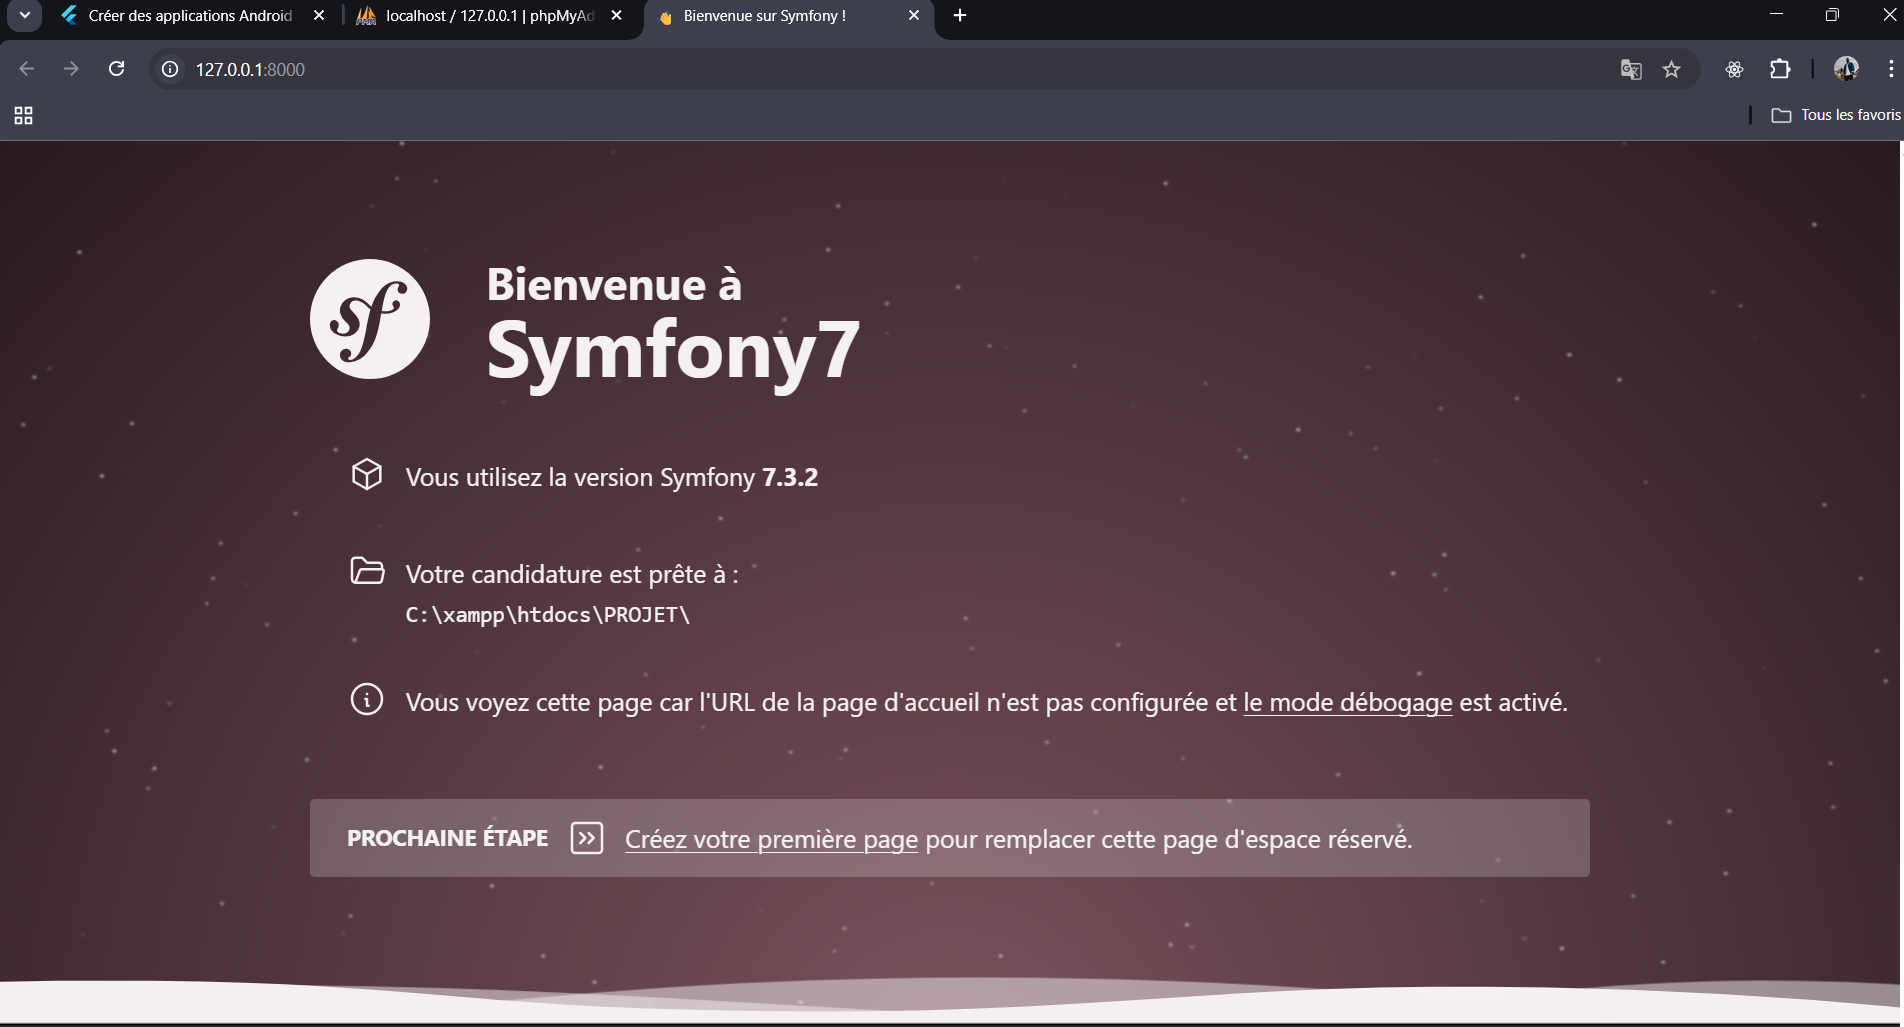 Créer des applications Android
localhost / 127.0.0.1 | phpMyAd
Bienvenue sur Symfony !
127.0.0.1:8000
Tous les favoris
sf
Bienvenue à
Symfony7
Vous utilisez la version Symfony 7.3.2
Votre candidature est prête à :
C:\xampp\htdocs\PROJET\
Vous voyez cette page car l'URL de la page d'accueil n'est pas configurée et le mode débogage est activé.
PROCHAINE ÉTAPE
Créez votre première page pour remplacer cette page d'espace réservé.